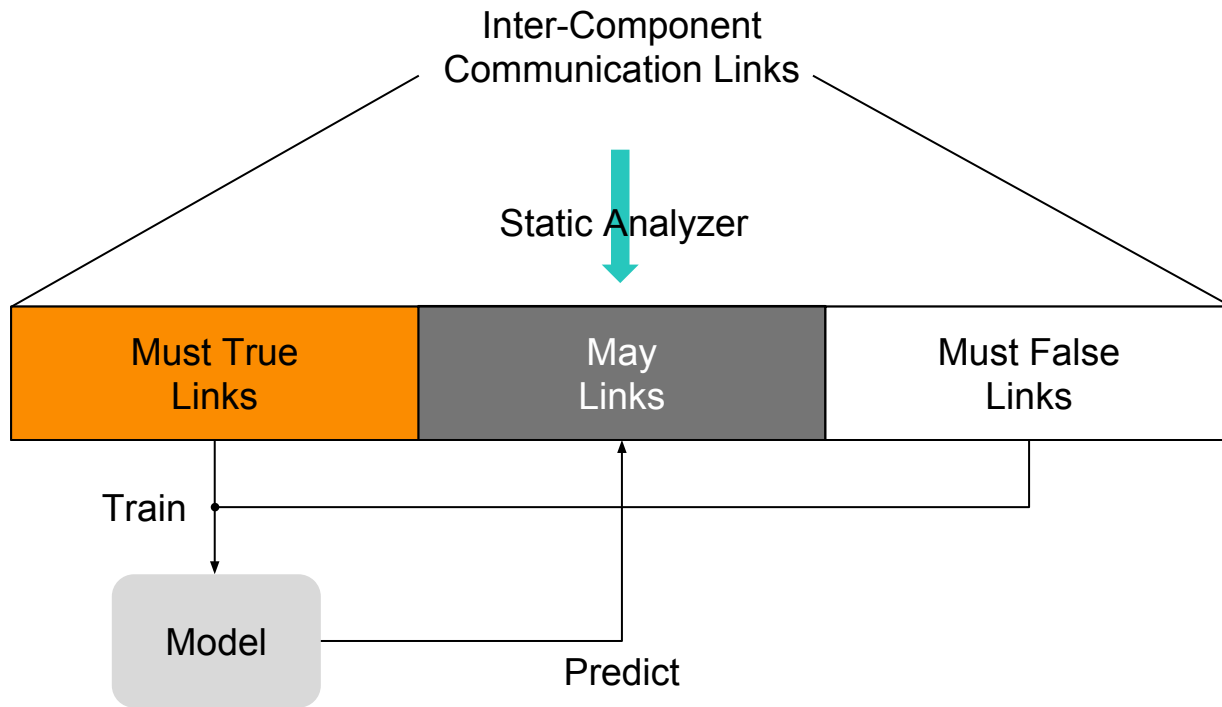 Inter-Component
Communication Links
Static Analyzer
Must True
Links
May
Links
Must False
Links
Train
Model
Predict